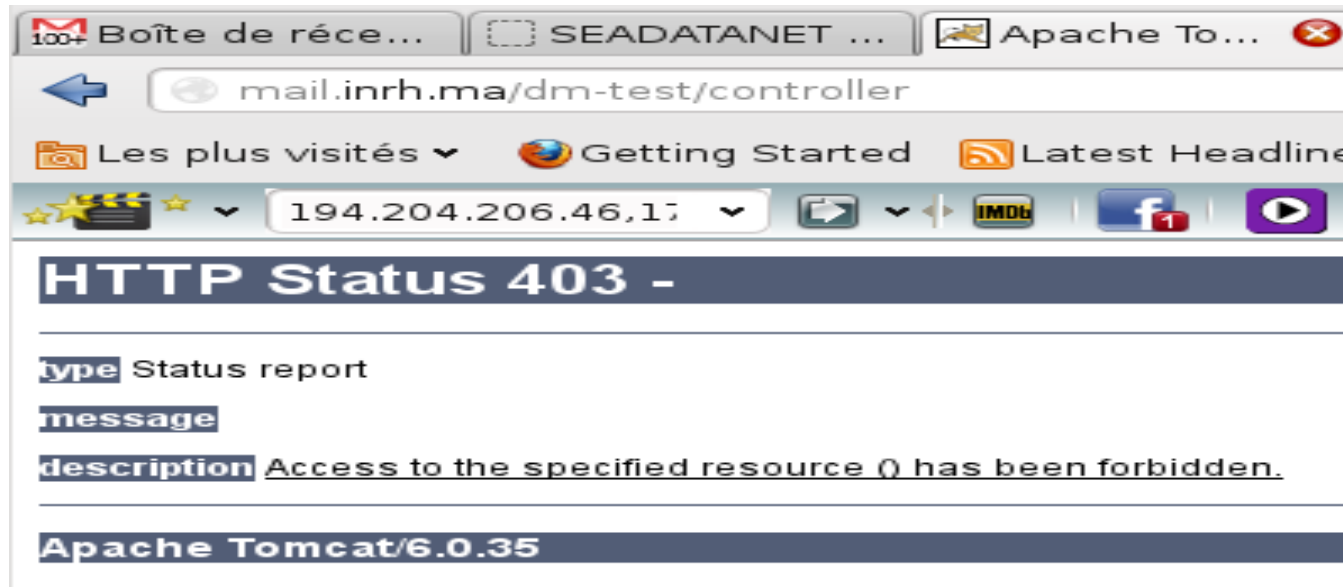 100+ Boîte de réce... SEADATANET ... Apache To...
mail.inrh.ma/dm-test/controller
Les plus visités Getting Started Latest Headline
194.204.206.46,17 IMDb f 1
HTTP Status 403 -
type Status report
message
description Access to the specified resource () has been forbidden.
Apache Tomcat/6.0.35